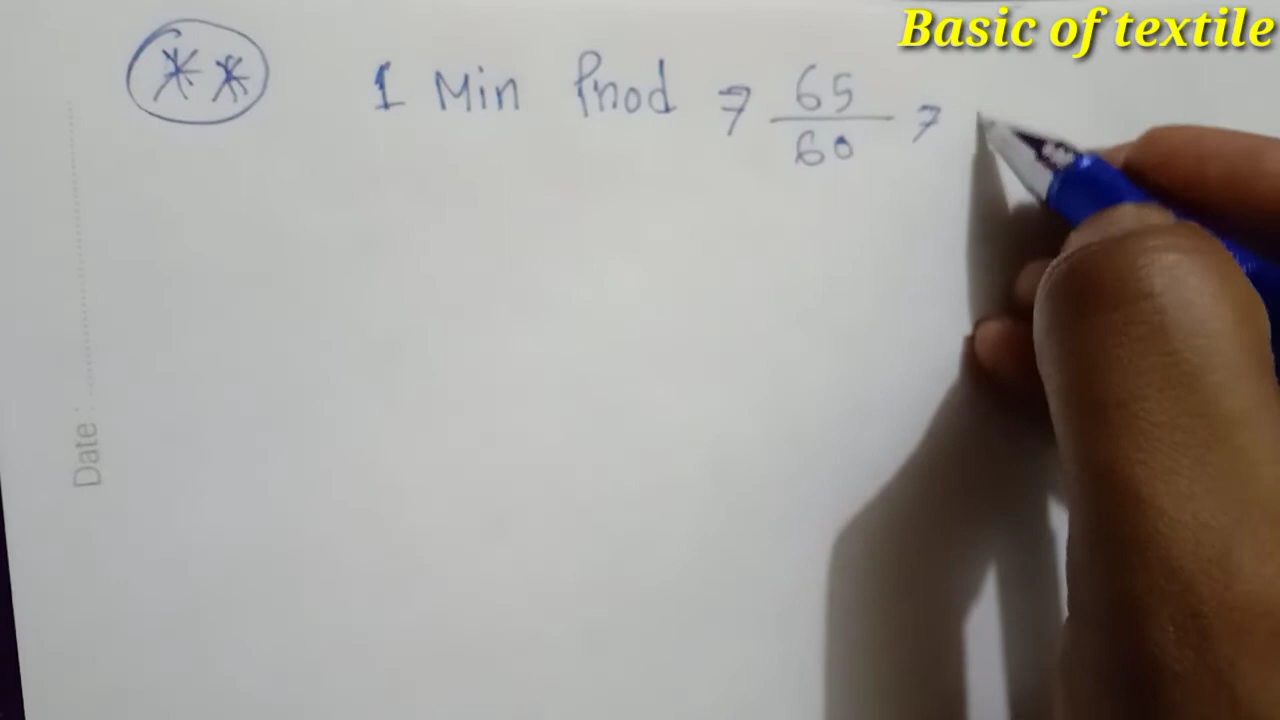 Basic of textile
** 1 Min Prod => 65/60 =>
Date :